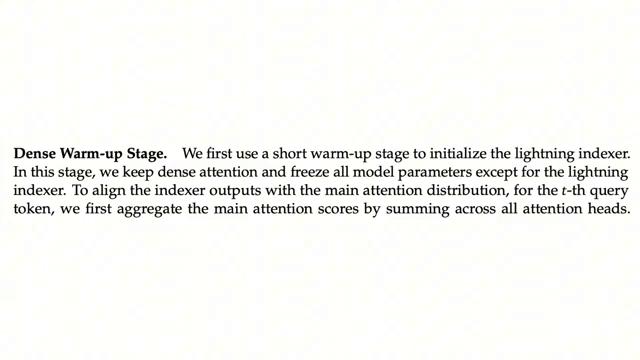 Dense Warm-up Stage. We first use a short warm-up stage to initialize the lightning indexer.
In this stage, we keep dense attention and freeze all model parameters except for the lightning
indexer. To align the indexer outputs with the main attention distribution, for the t-th query
token, we first aggregate the main attention scores by summing across all attention heads.